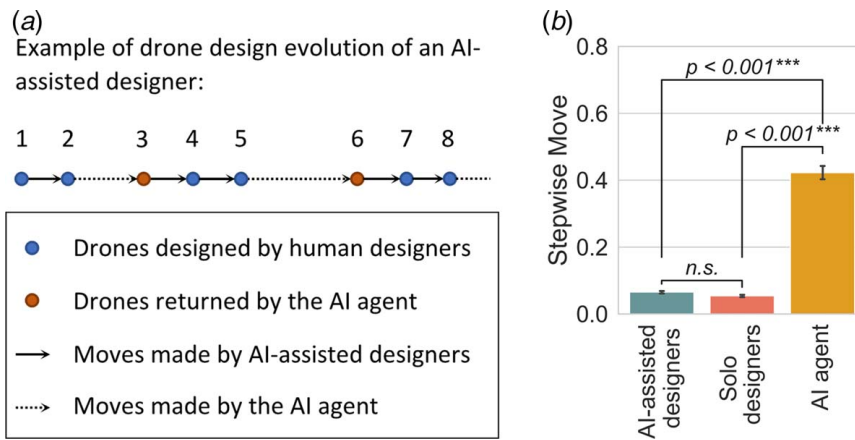 (a)
Example of drone design evolution of an AI-
assisted designer:
1 2 3 4 5 6 7 8
Drones designed by human designers
Drones returned by the AI agent
Moves made by AI-assisted designers
Moves made by the AI agent
(b)
Stepwise Move
0.8
0.6
0.4
0.2
0.0
p < 0.001***
p < 0.001***
n.s.
AI-assisted
designers
Solo
designers
AI agent